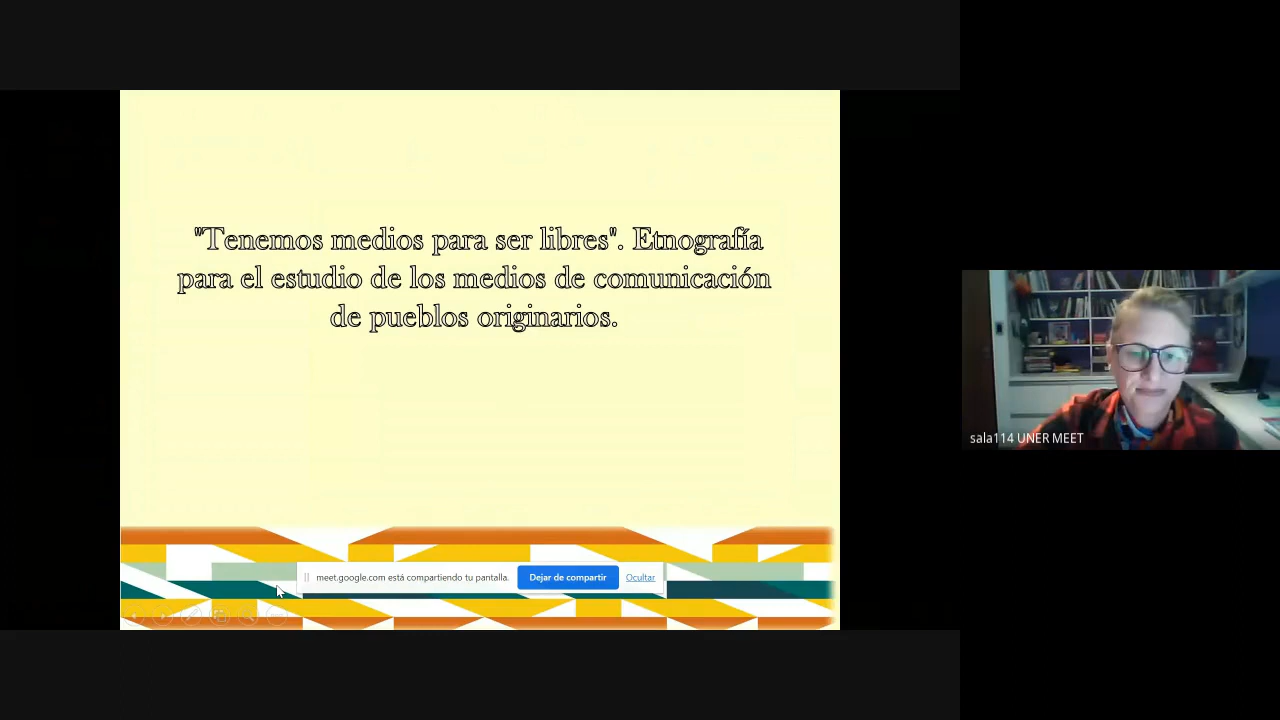 "Tenemos medios para ser libres". Etnografía
para el estudio de los medios de comunicación
de pueblos originarios.
meet.google.com está compartiendo tu pantalla.
Dejar de compartir
Ocultar
sala114 UNER MEET